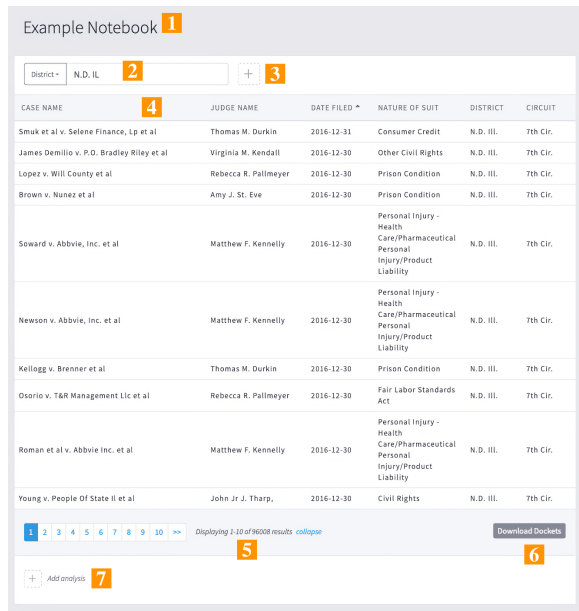 Example Notebook 1
District N.D. IL 2 + 3
CASE NAME 4 JUDGE NAME DATE FILED NATURE OF SUIT DISTRICT CIRCUIT
Smuk et al v. Selene Finance, Lp et al Thomas M. Durkin 2016-12-31 Consumer Credit N.D. Ill. 7th Cir.
James Demilio v. P.O. Bradley Riley et al Virginia M. Kendall 2016-12-30 Other Civil Rights N.D. Ill. 7th Cir.
Lopez v. Will County et al Rebecca R. Pallmeyer 2016-12-30 Prison Condition N.D. Ill. 7th Cir.
Brown v. Nunez et al Amy J. St. Eve 2016-12-30 Prison Condition N.D. Ill. 7th Cir.
Personal Injury -
Health
Care/Pharmaceutical
Soward v. Abbvie, Inc. et al Matthew F. Kennelly 2016-12-30 Personal N.D. Ill. 7th Cir.
Injury/Product
Liability
Personal Injury -
Health
Care/Pharmaceutical
Newson v. Abbvie, Inc. et al Matthew F. Kennelly 2016-12-30 Personal N.D. Ill. 7th Cir.
Injury/Product
Liability
Kellogg v. Brenner et al Thomas M. Durkin 2016-12-30 Prison Condition N.D. Ill. 7th Cir.
Osorio v. T&R Management Llc et al Rebecca R. Pallmeyer 2016-12-30 Fair Labor Standards N.D. Ill. 7th Cir.
Act
Personal Injury -
Health
Care/Pharmaceutical
Roman et al v. Abbvie Inc. et al Matthew F. Kennelly 2016-12-30 Personal N.D. Ill. 7th Cir.
Injury/Product
Liability
Young v. People Of State Il et al John Jr J. Tharp, 2016-12-30 Civil Rights N.D. Ill. 7th Cir.
1 2 3 4 5 6 7 8 9 10 >> Displaying 1-10 of 96008 results collapse Download Dockets
5 6
+ Add analysis 7